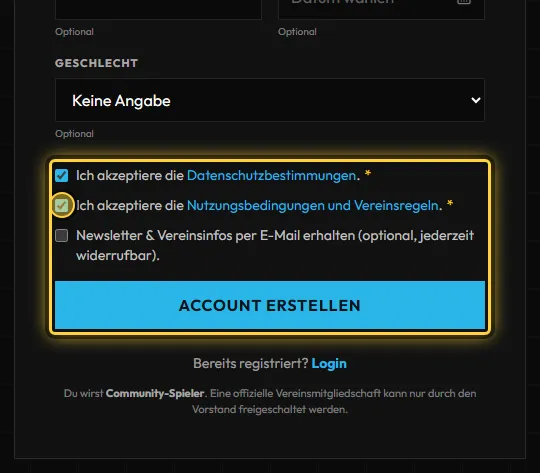 Datum wählen
Optional
Optional
GESCHLECHT
Keine Angabe
Optional
Ich akzeptiere die Datenschutzbestimmungen. *
Ich akzeptiere die Nutzungsbedingungen und Vereinsregeln. *
Newsletter & Vereinsinfos per E-Mail erhalten (optional, jederzeit
widerrufbar).
ACCOUNT ERSTELLEN
Bereits registriert? Login
Du wirst Community-Spieler. Eine offizielle Vereinsmitgliedschaft kann nur durch den
Vorstand freigeschaltet werden.